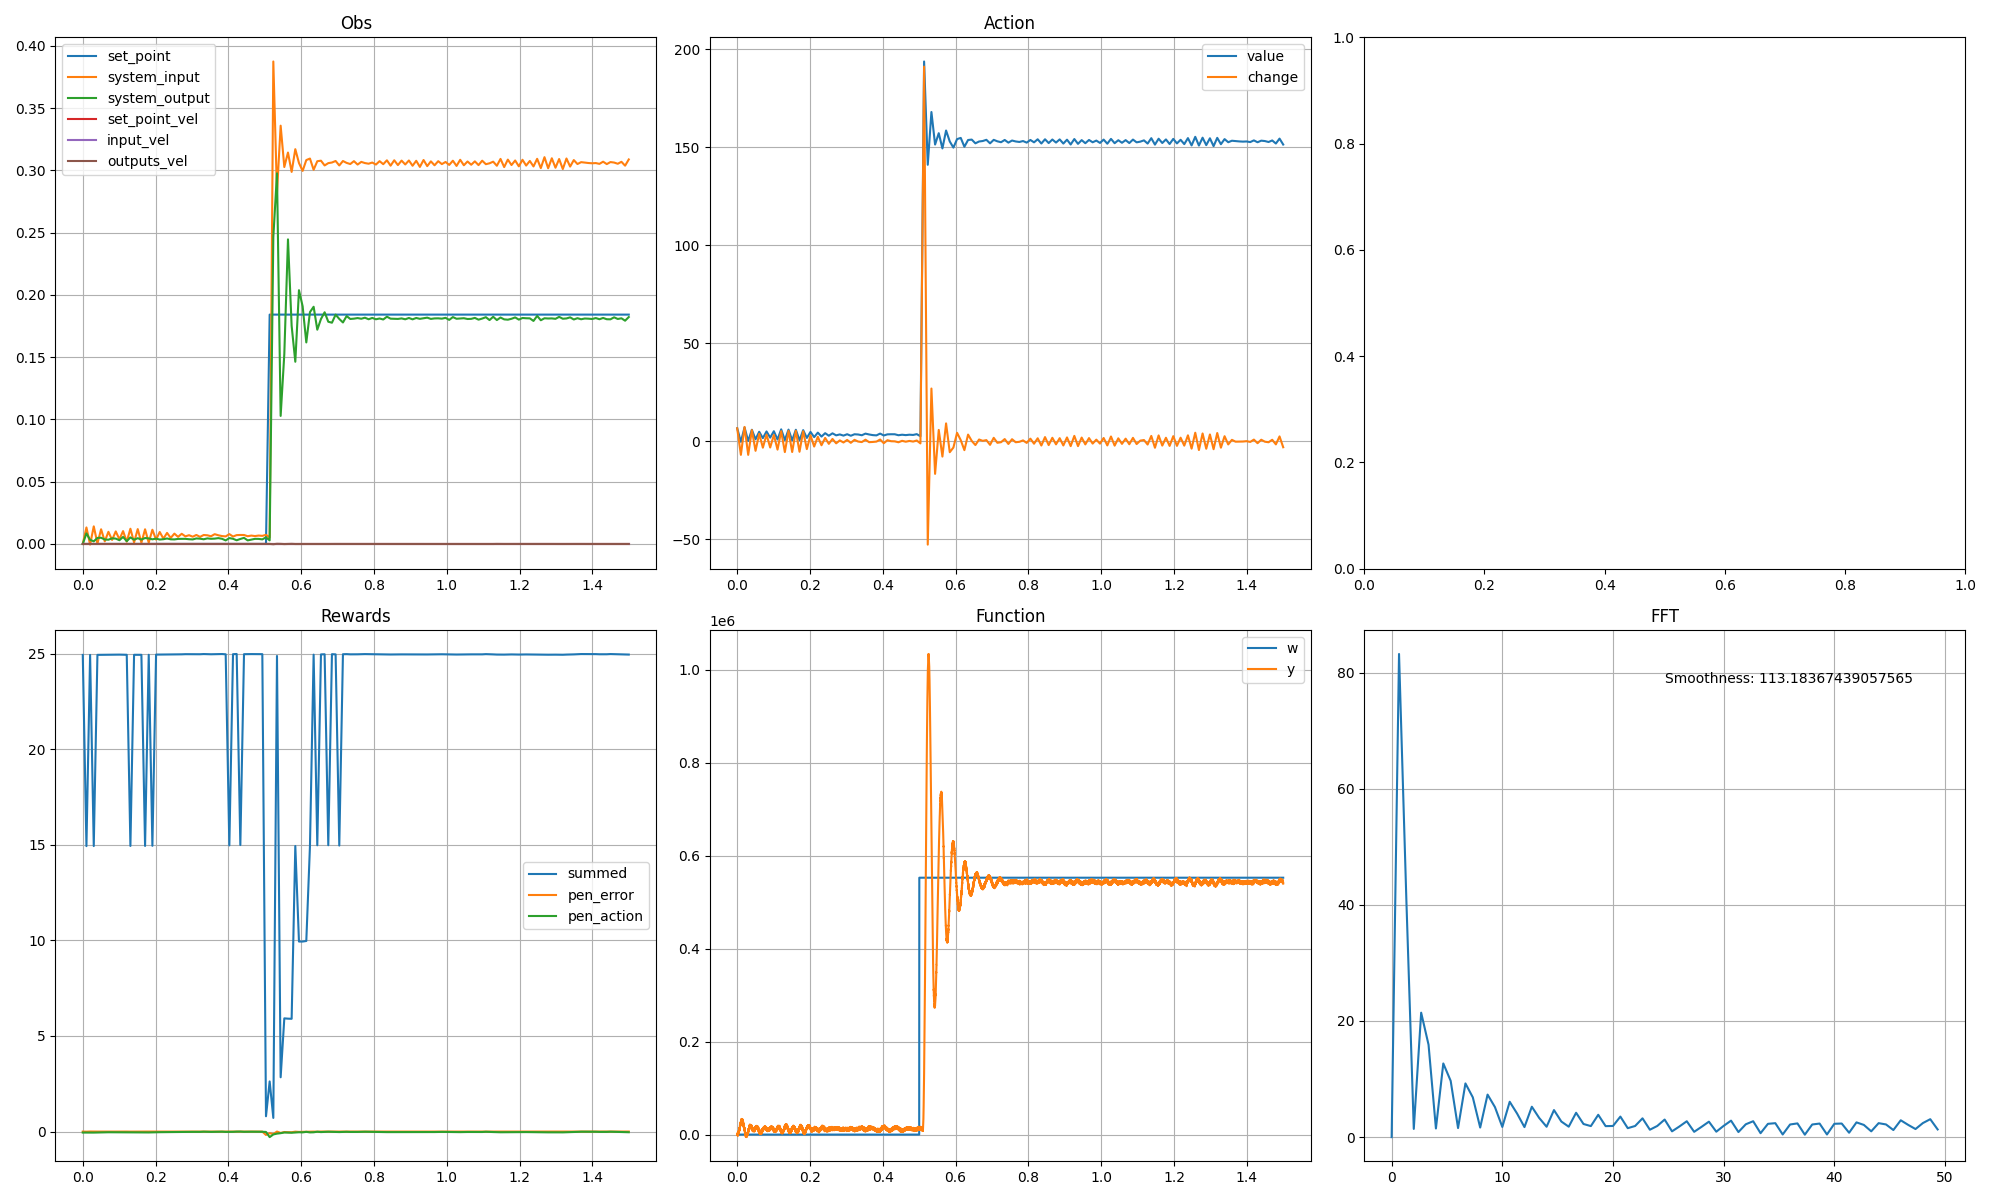 Obs
0.40
0.35
0.30
0.25
0.20
0.15
0.10
0.05
0.00
set_point
system_input
system_output
set_point_vel
input_vel
outputs_vel
0.0 0.2 0.4 0.6 0.8 1.0 1.2 1.4
Action
200
150
100
50
0
−50
value
change
0.0 0.2 0.4 0.6 0.8 1.0 1.2 1.4
1.0
0.8
0.6
0.4
0.2
0.0
0.0 0.2 0.4 0.6 0.8 1.0
Rewards
25
20
15
10
5
0
summed
pen_error
pen_action
0.0 0.2 0.4 0.6 0.8 1.0 1.2 1.4
Function
1e6
1.0
0.8
0.6
0.4
0.2
0.0
w
y
0.0 0.2 0.4 0.6 0.8 1.0 1.2 1.4
FFT
80
60
40
20
0
Smoothness: 113.18367439057565
0 10 20 30 40 50